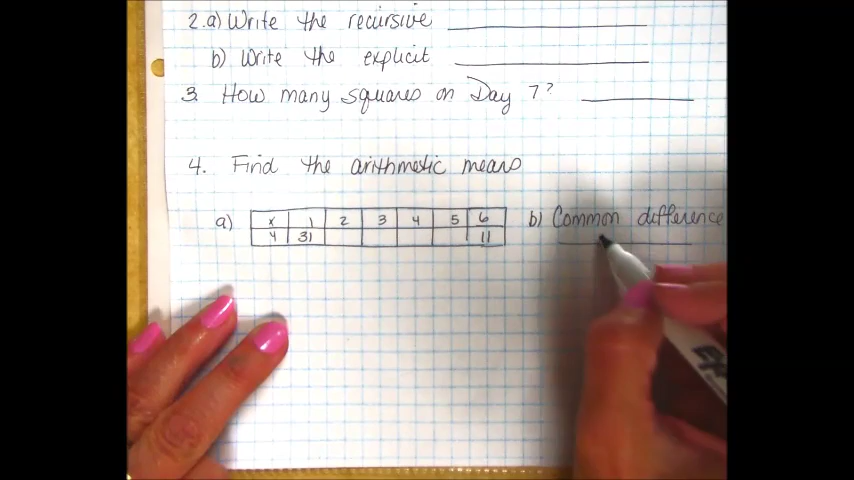 2.a) Write the recursive
b) Write the explicit
3. How many squares on Day 7?
4. Find the arithmetic means
a) x 1 2 3 4 5 6 b) Common difference
y 31 11